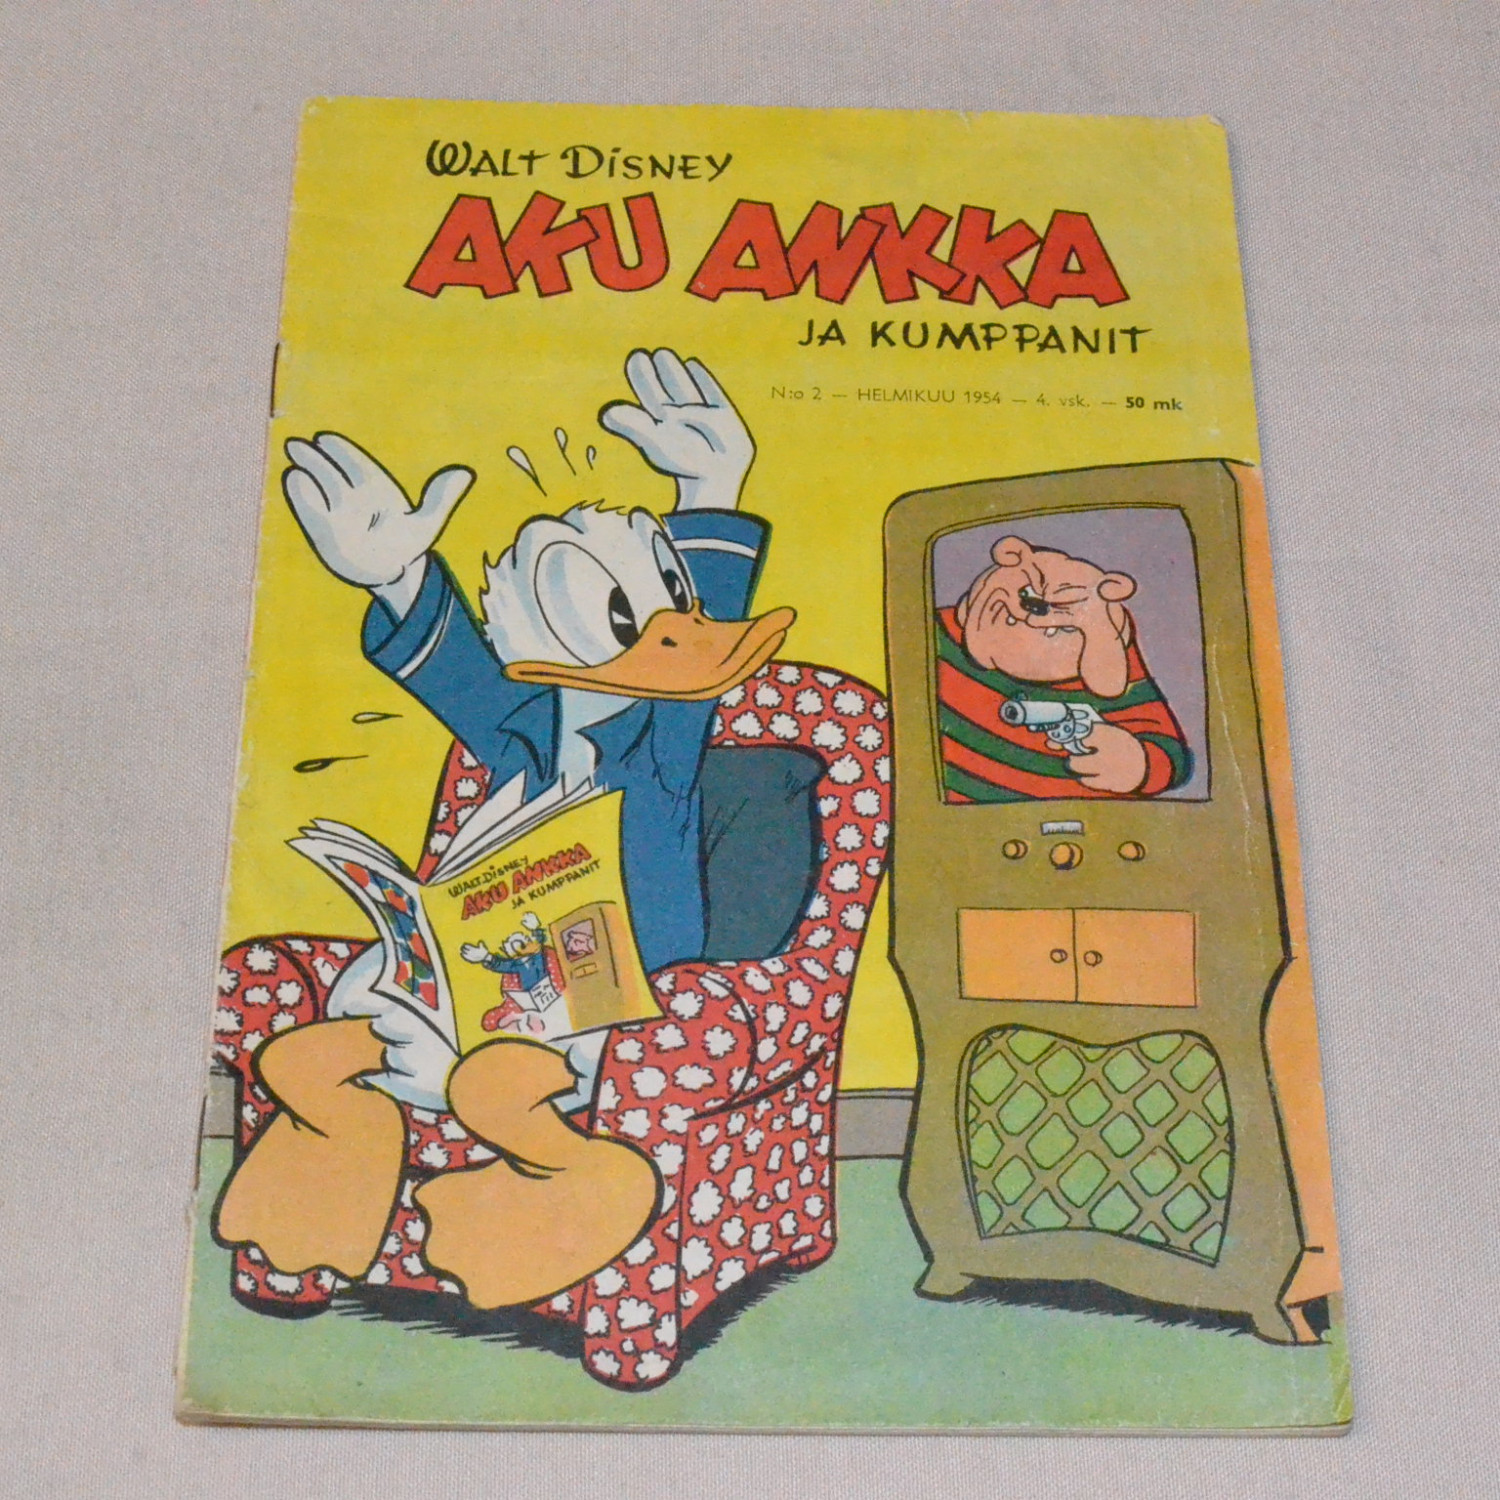 WALT DiSNEY
AKU ANKKA
JA KUMPPANIT
N:o 2 — HELMIKUU 1954 — 4. vsk. — 50 mk
WALT DiSNEY
AKU ANKKA
JA KUMPPANIT